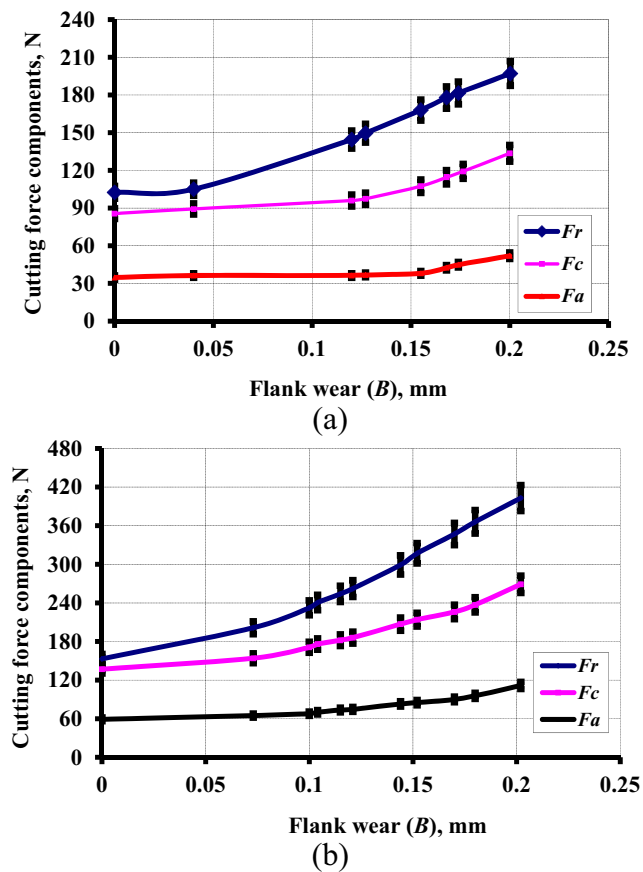 Cutting force components, N
240
210
180
150
120
90
60
30
0
Fr
Fc
Fa
0 0.05 0.1 0.15 0.2 0.25
Flank wear (B), mm
(a)
Cutting force components, N
480
420
360
300
240
180
120
60
0
Fr
Fc
Fa
0 0.05 0.1 0.15 0.2 0.25
Flank wear (B), mm
(b)